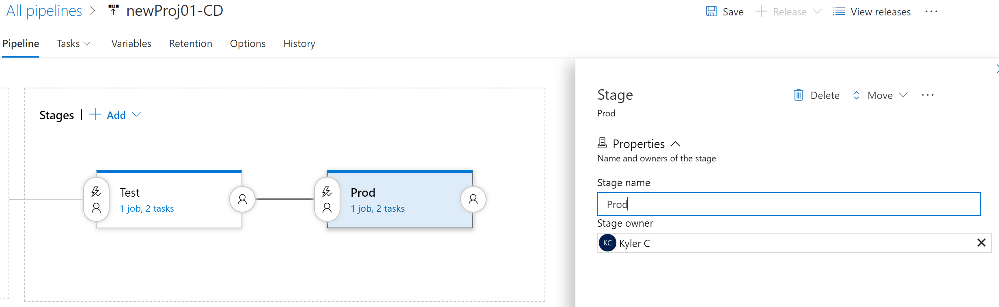 All pipelines > newProj01-CD
Save Release View releases ...
Pipeline Tasks Variables Retention Options History
Stages | + Add
Test
1 job, 2 tasks
Prod
1 job, 2 tasks
Stage
Delete Move ...
Prod
Properties
Name and owners of the stage
Stage name
Prod
Stage owner
KC Kyler C